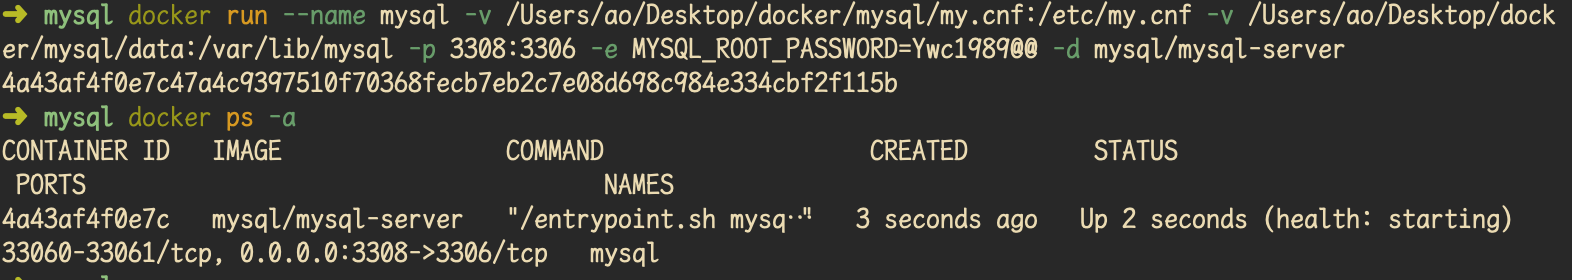 ➜ mysql docker run --name mysql -v /Users/ao/Desktop/docker/mysql/my.cnf:/etc/my.cnf -v /Users/ao/Desktop/dock
er/mysql/data:/var/lib/mysql -p 3308:3306 -e MYSQL_ROOT_PASSWORD=Ywc1989@@ -d mysql/mysql-server
4a43af4f0e7c47a4c9397510f70368fecb7eb2c7e08d698c984e334cbf2f115b
➜ mysql docker ps -a
CONTAINER ID IMAGE COMMAND CREATED STATUS
PORTS NAMES
4a43af4f0e7c mysql/mysql-server "/entrypoint.sh mysq…" 3 seconds ago Up 2 seconds (health: starting)
33060-33061/tcp, 0.0.0.0:3308->3306/tcp mysql